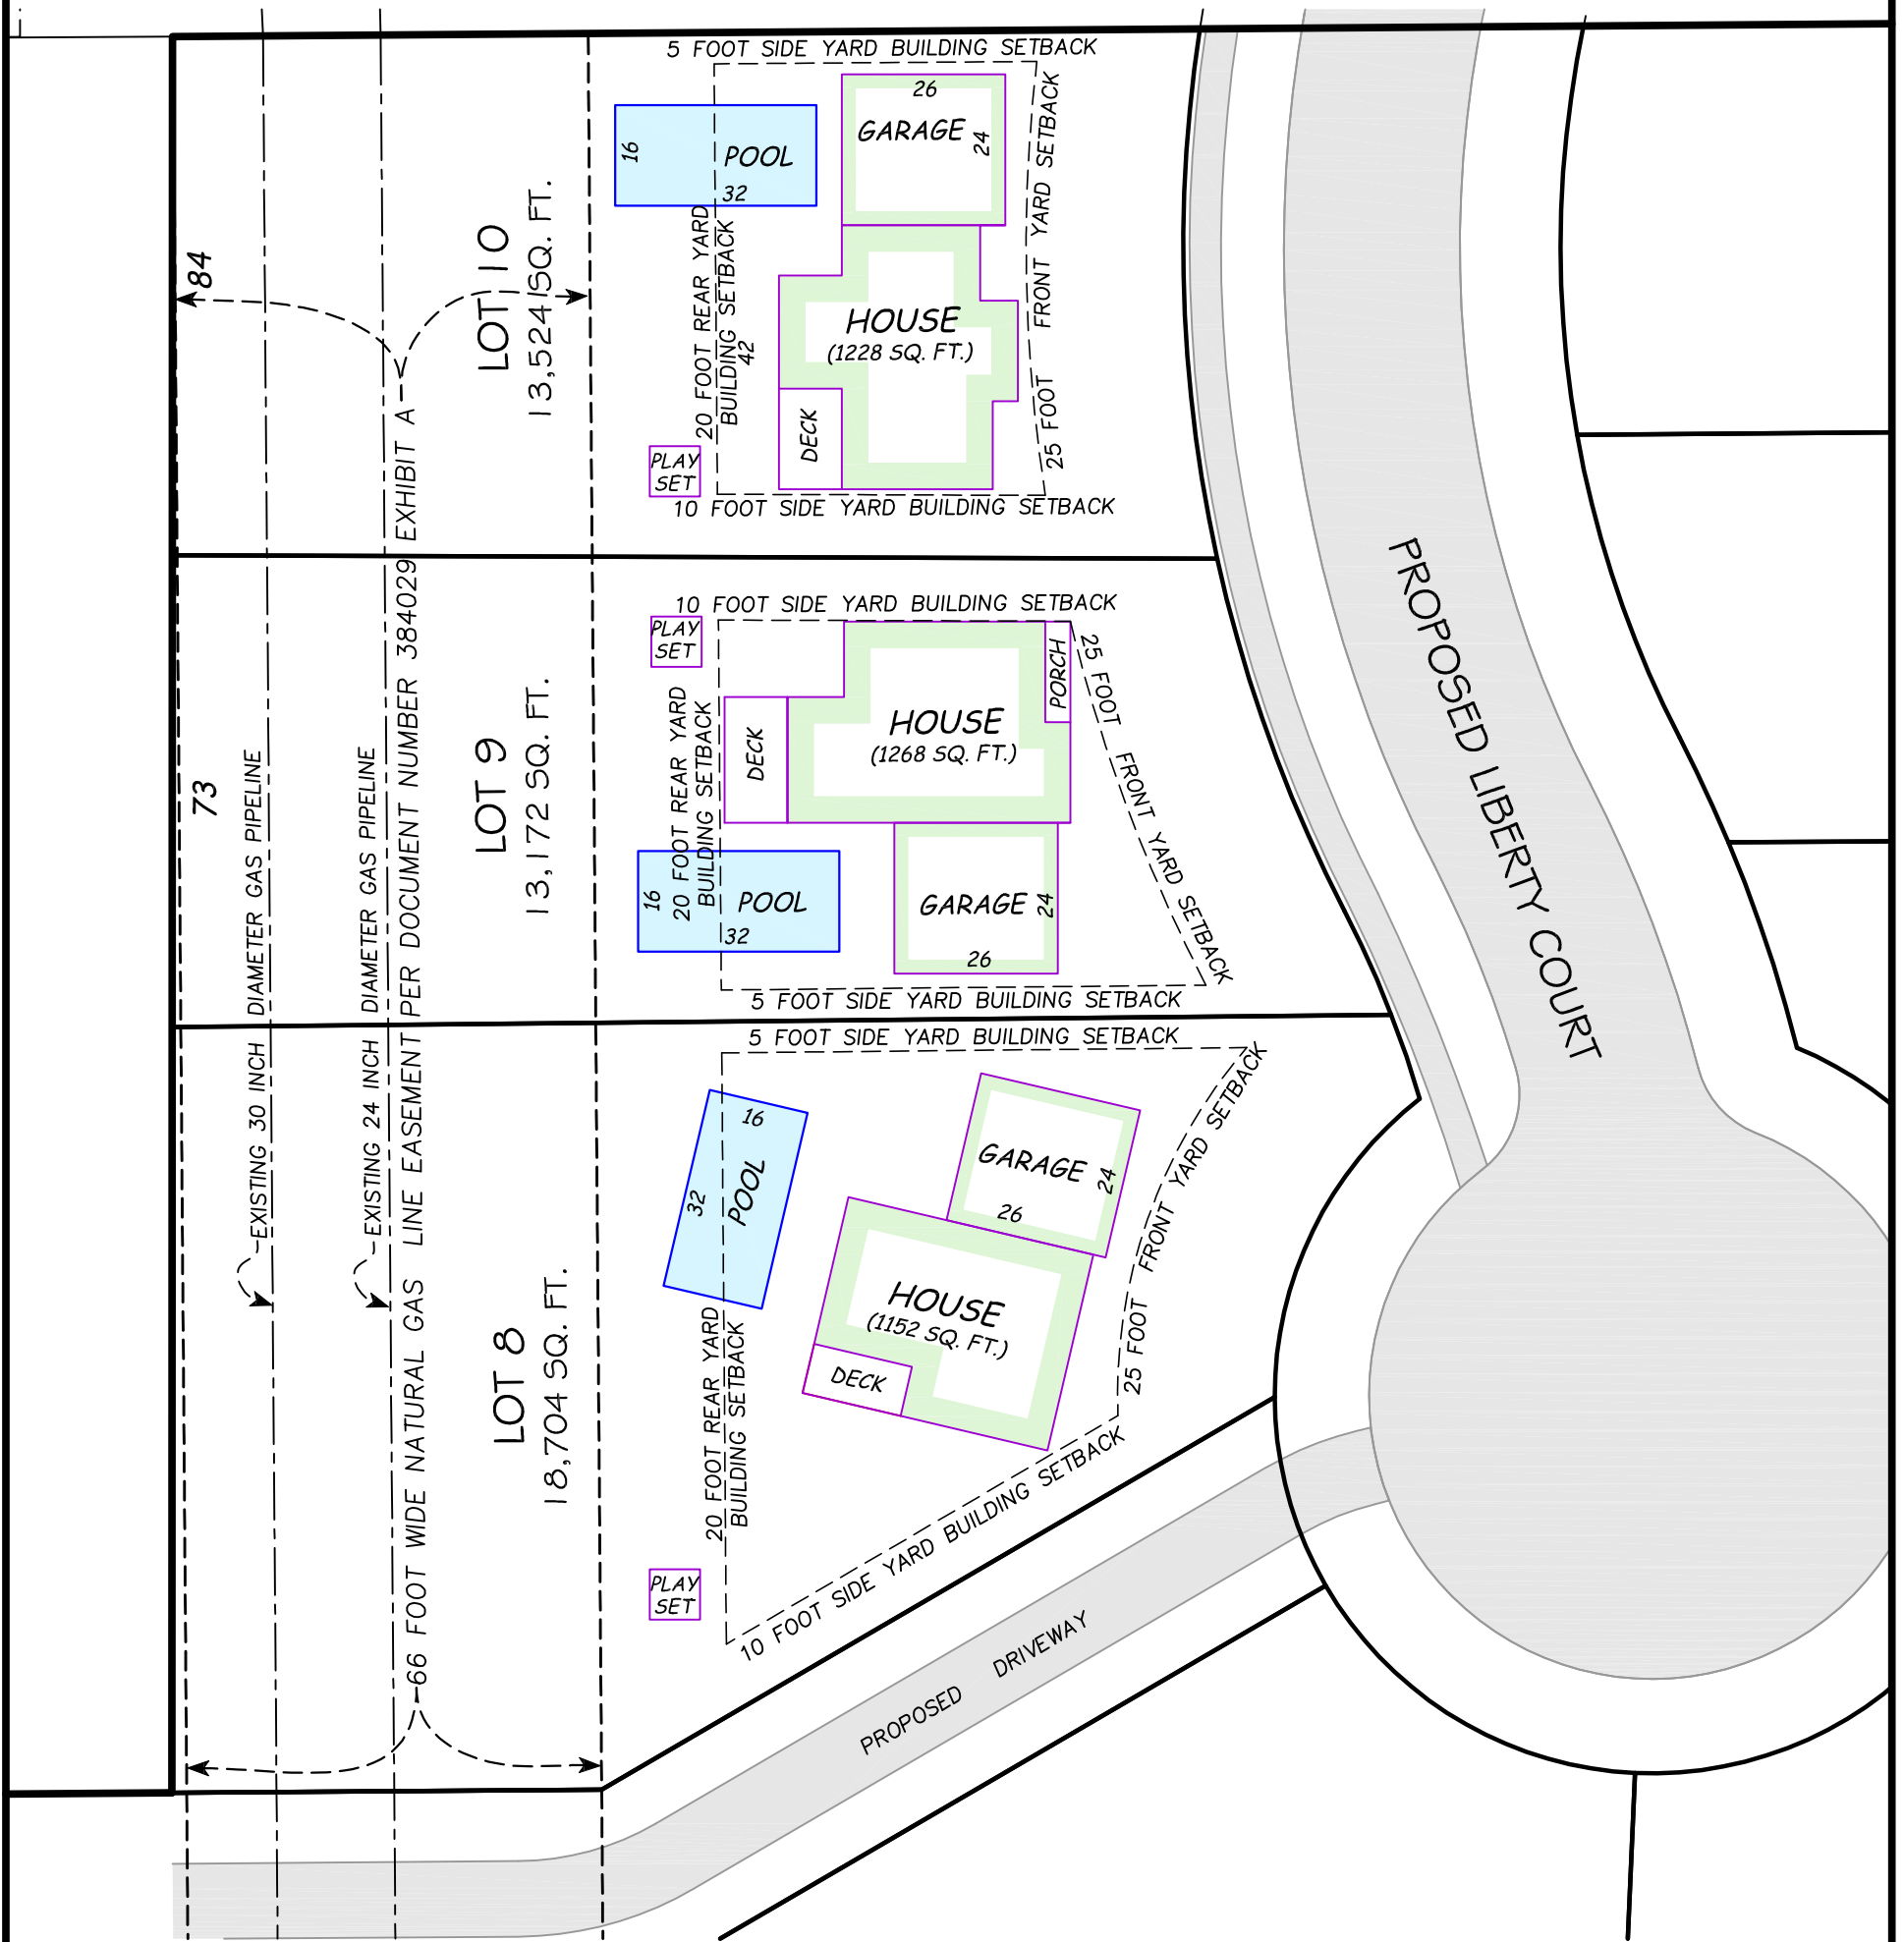 5 FOOT SIDE YARD BUILDING SETBACK
26
GARAGE
24
16
POOL
32
25 FOOT FRONT YARD SETBACK
20 FOOT REAR YARD
BUILDING SETBACK
42
HOUSE
(1228 SQ. FT.)
DECK
PLAY
SET
10 FOOT SIDE YARD BUILDING SETBACK
84
LOT 10
13,524 SQ. FT.
10 FOOT SIDE YARD BUILDING SETBACK
PLAY
SET
PORCH
25 FOOT FRONT YARD SETBACK
20 FOOT REAR YARD
BUILDING SETBACK
HOUSE
(1268 SQ. FT.)
DECK
16
POOL
32
GARAGE
24
26
5 FOOT SIDE YARD BUILDING SETBACK
73
LOT 9
13,172 SQ. FT.
EXISTING 30 INCH DIAMETER GAS PIPELINE
EXISTING 24 INCH DIAMETER GAS PIPELINE
66 FOOT WIDE NATURAL GAS LINE EASEMENT PER DOCUMENT NUMBER 384029 EXHIBIT A
5 FOOT SIDE YARD BUILDING SETBACK
16
32
POOL
GARAGE
24
26
25 FOOT FRONT YARD SETBACK
HOUSE
(1152 SQ. FT.)
DECK
20 FOOT REAR YARD
BUILDING SETBACK
LOT 8
18,704 SQ. FT.
PLAY
SET
10 FOOT SIDE YARD BUILDING SETBACK
PROPOSED DRIVEWAY
PROPOSED LIBERTY COURT